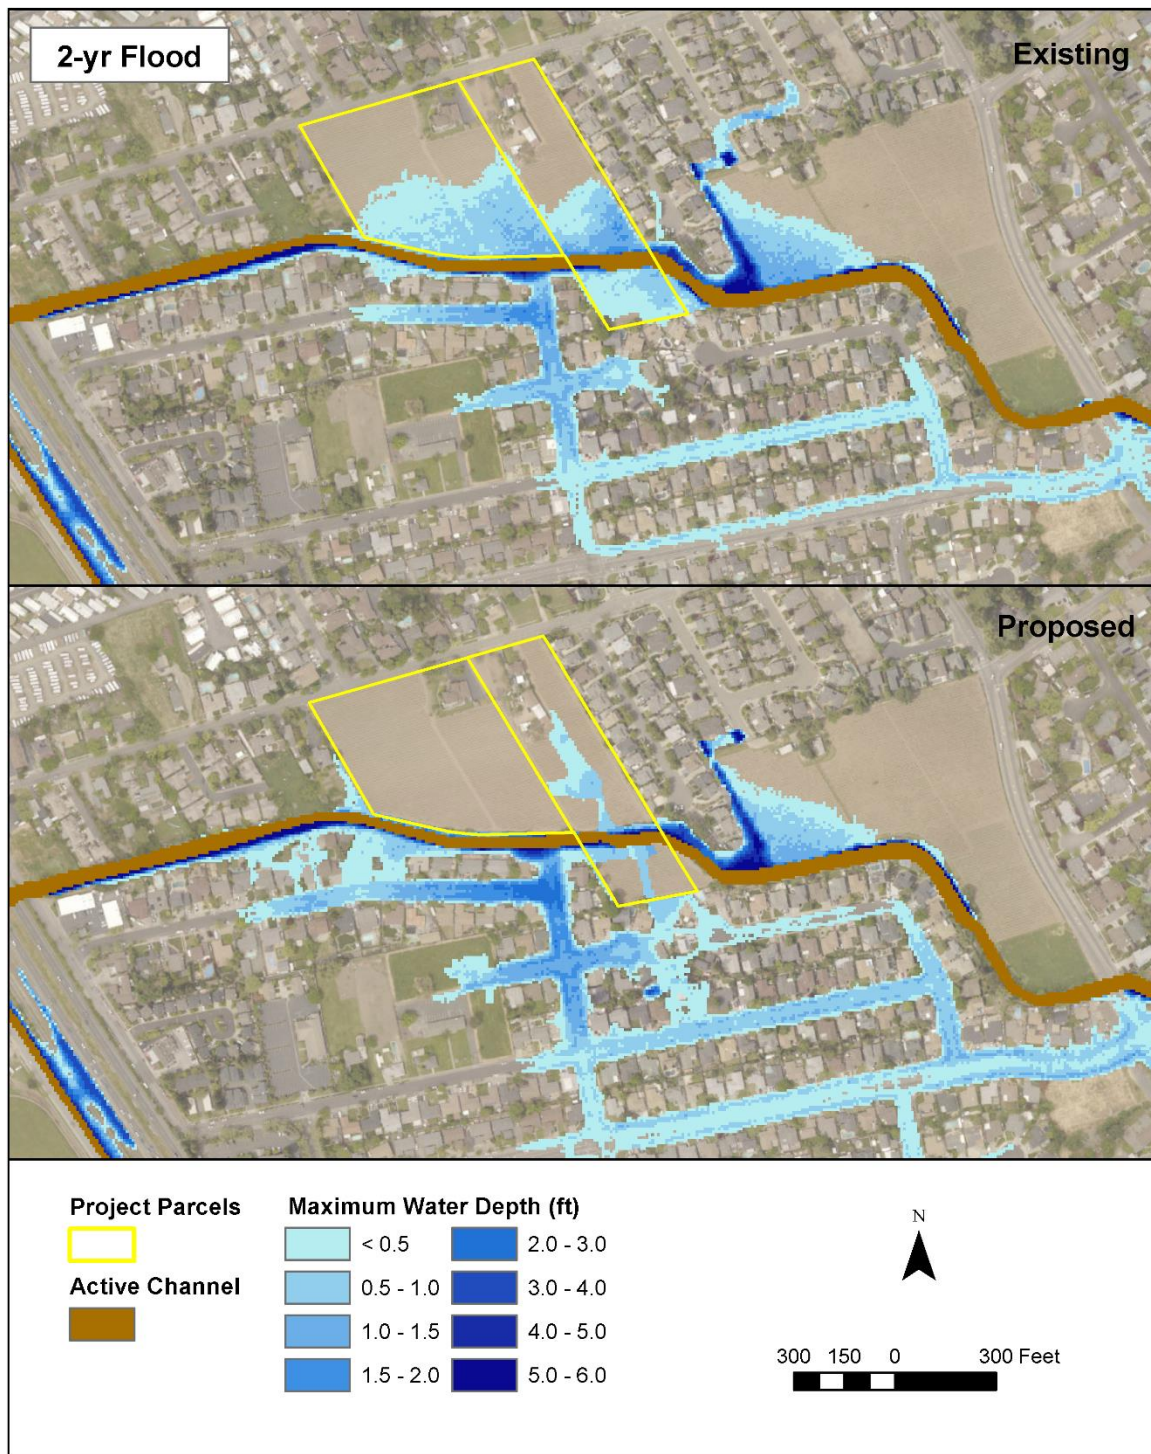 2-yr Flood
Existing
Proposed
Project Parcels
Active Channel
Maximum Water Depth (ft)
< 0.5
0.5 - 1.0
1.0 - 1.5
1.5 - 2.0
2.0 - 3.0
3.0 - 4.0
4.0 - 5.0
5.0 - 6.0
N
300 150 0 300 Feet